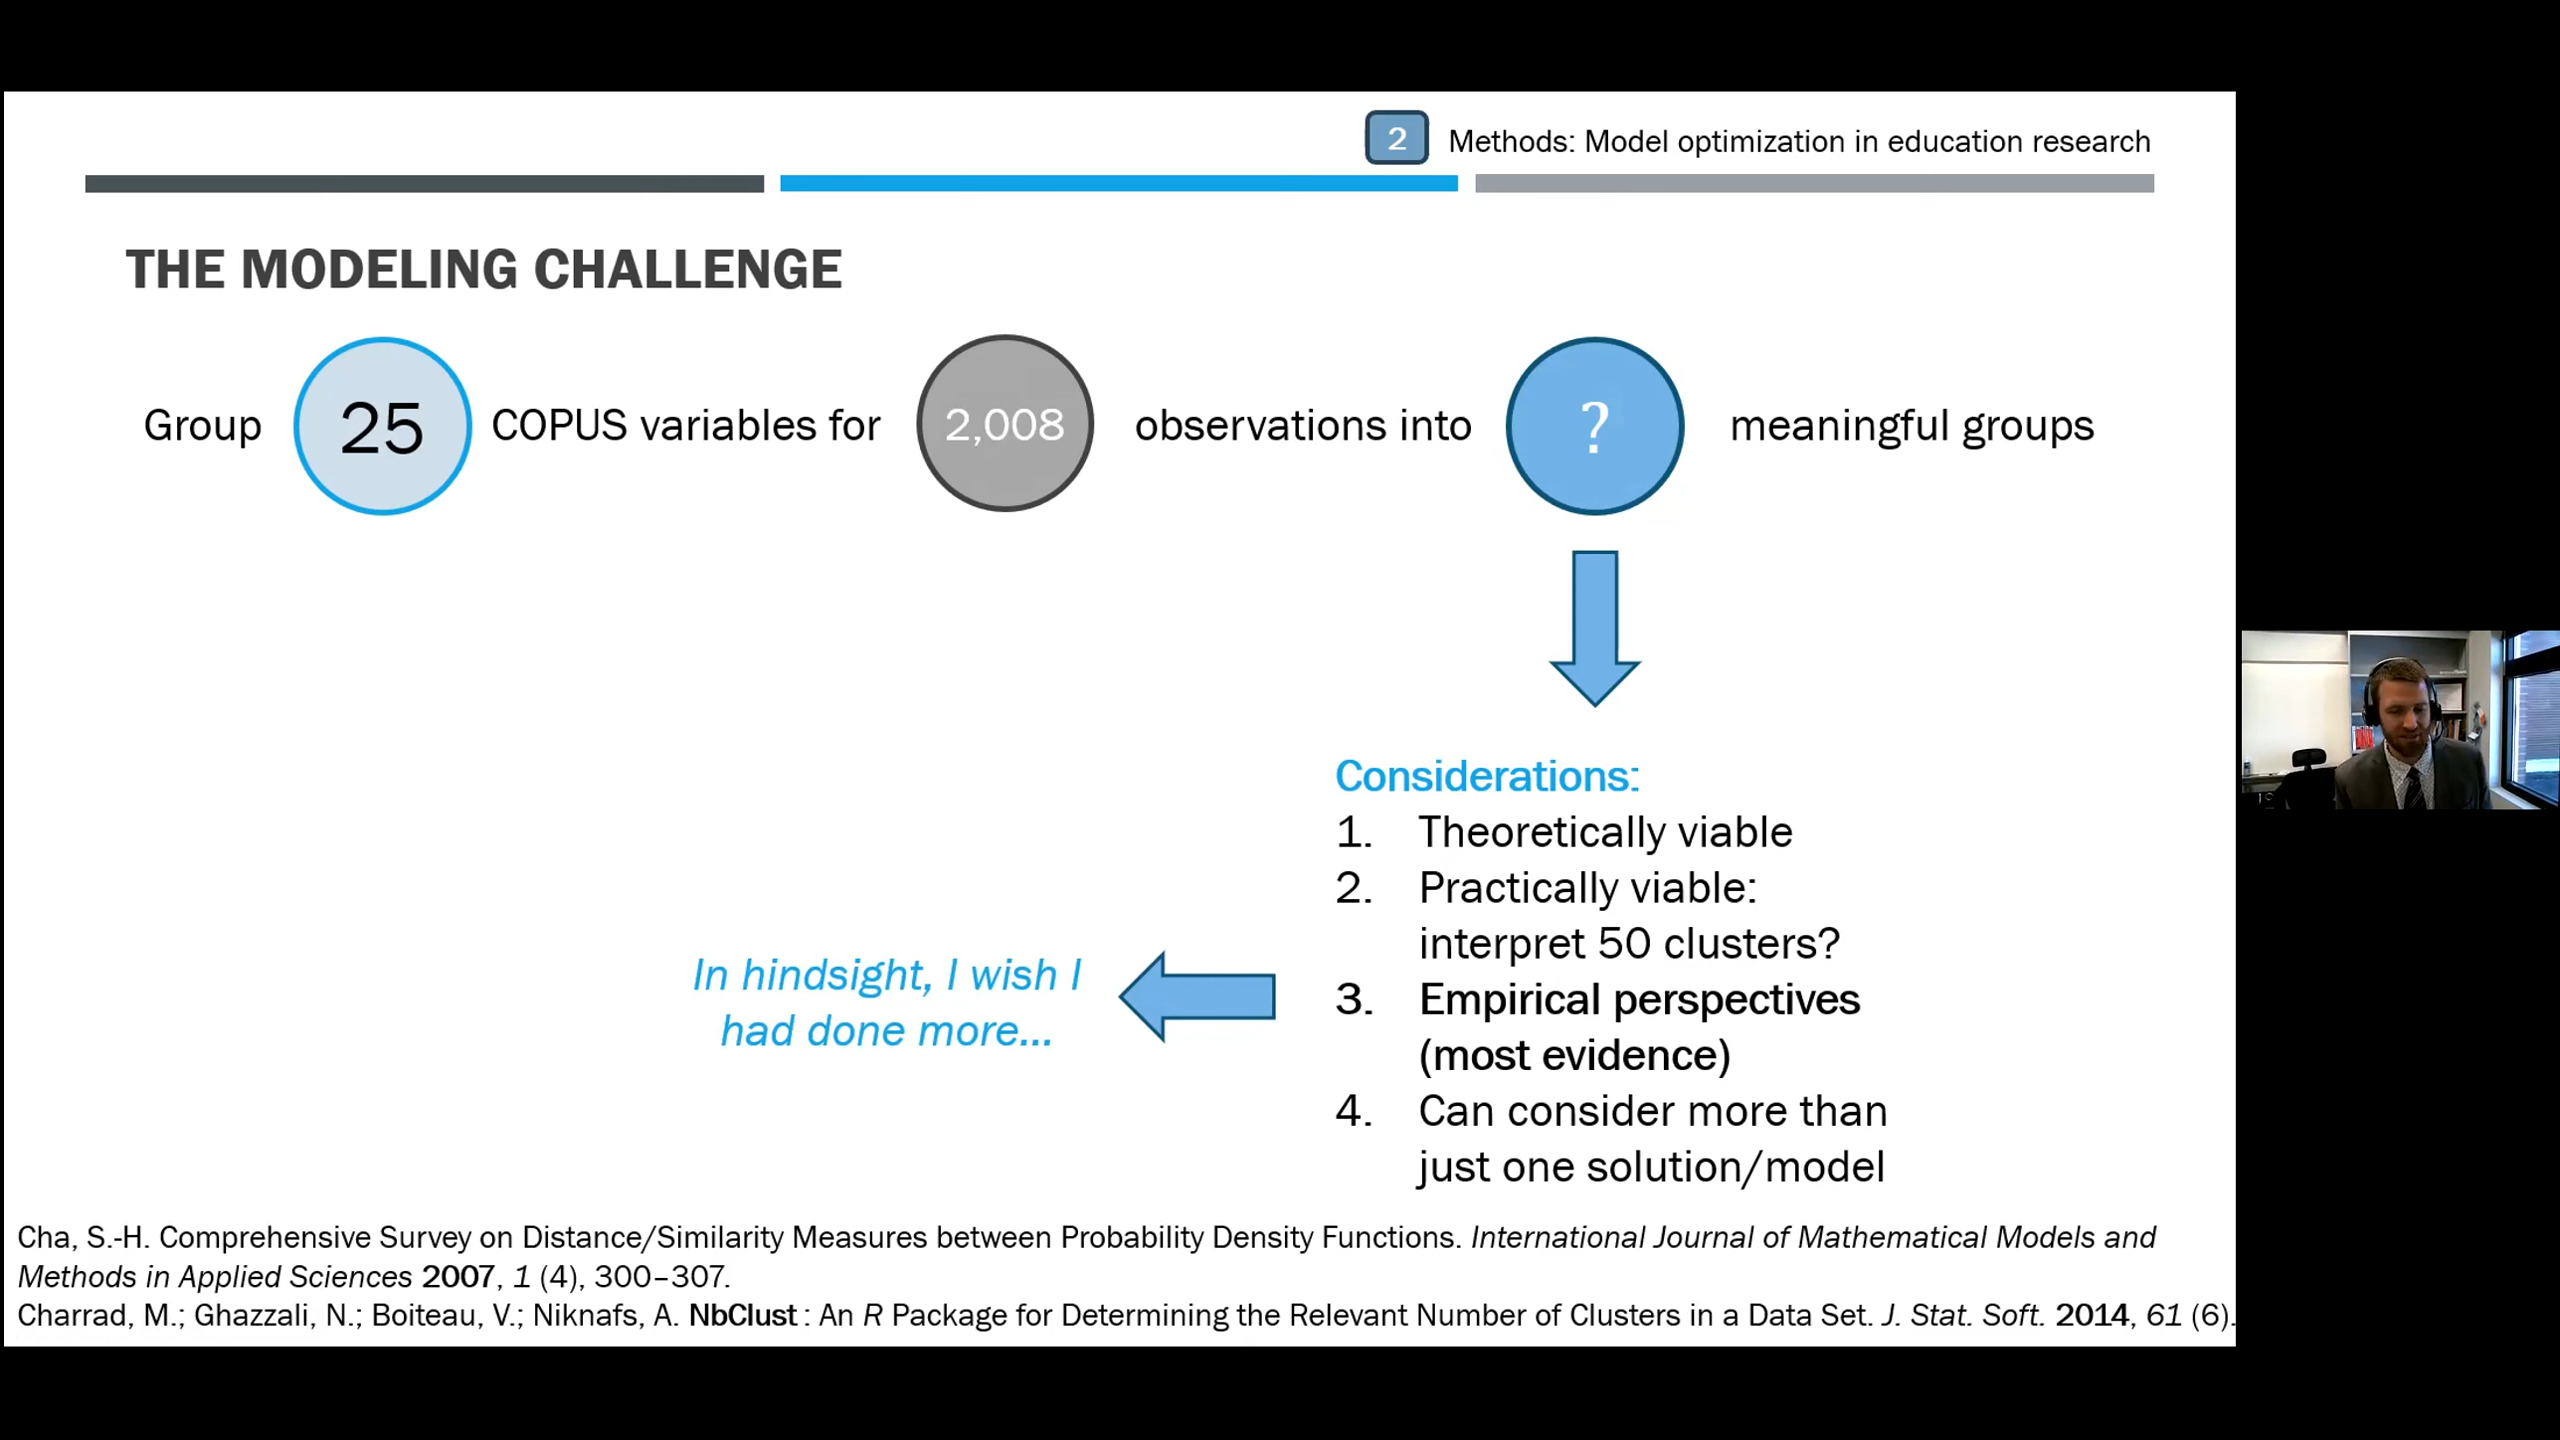 2 Methods: Model optimization in education research
THE MODELING CHALLENGE
Group 25 COPUS variables for 2,008 observations into ? meaningful groups
Considerations:
1. Theoretically viable
2. Practically viable:
interpret 50 clusters?
3. Empirical perspectives
(most evidence)
4. Can consider more than
just one solution/model
In hindsight, I wish I
had done more...
Cha, S.-H. Comprehensive Survey on Distance/Similarity Measures between Probability Density Functions. International Journal of Mathematical Models and
Methods in Applied Sciences 2007, 1 (4), 300–307.
Charrad, M.; Ghazzali, N.; Boiteau, V.; Niknafs, A. NbClust : An R Package for Determining the Relevant Number of Clusters in a Data Set. J. Stat. Soft. 2014, 61 (6).